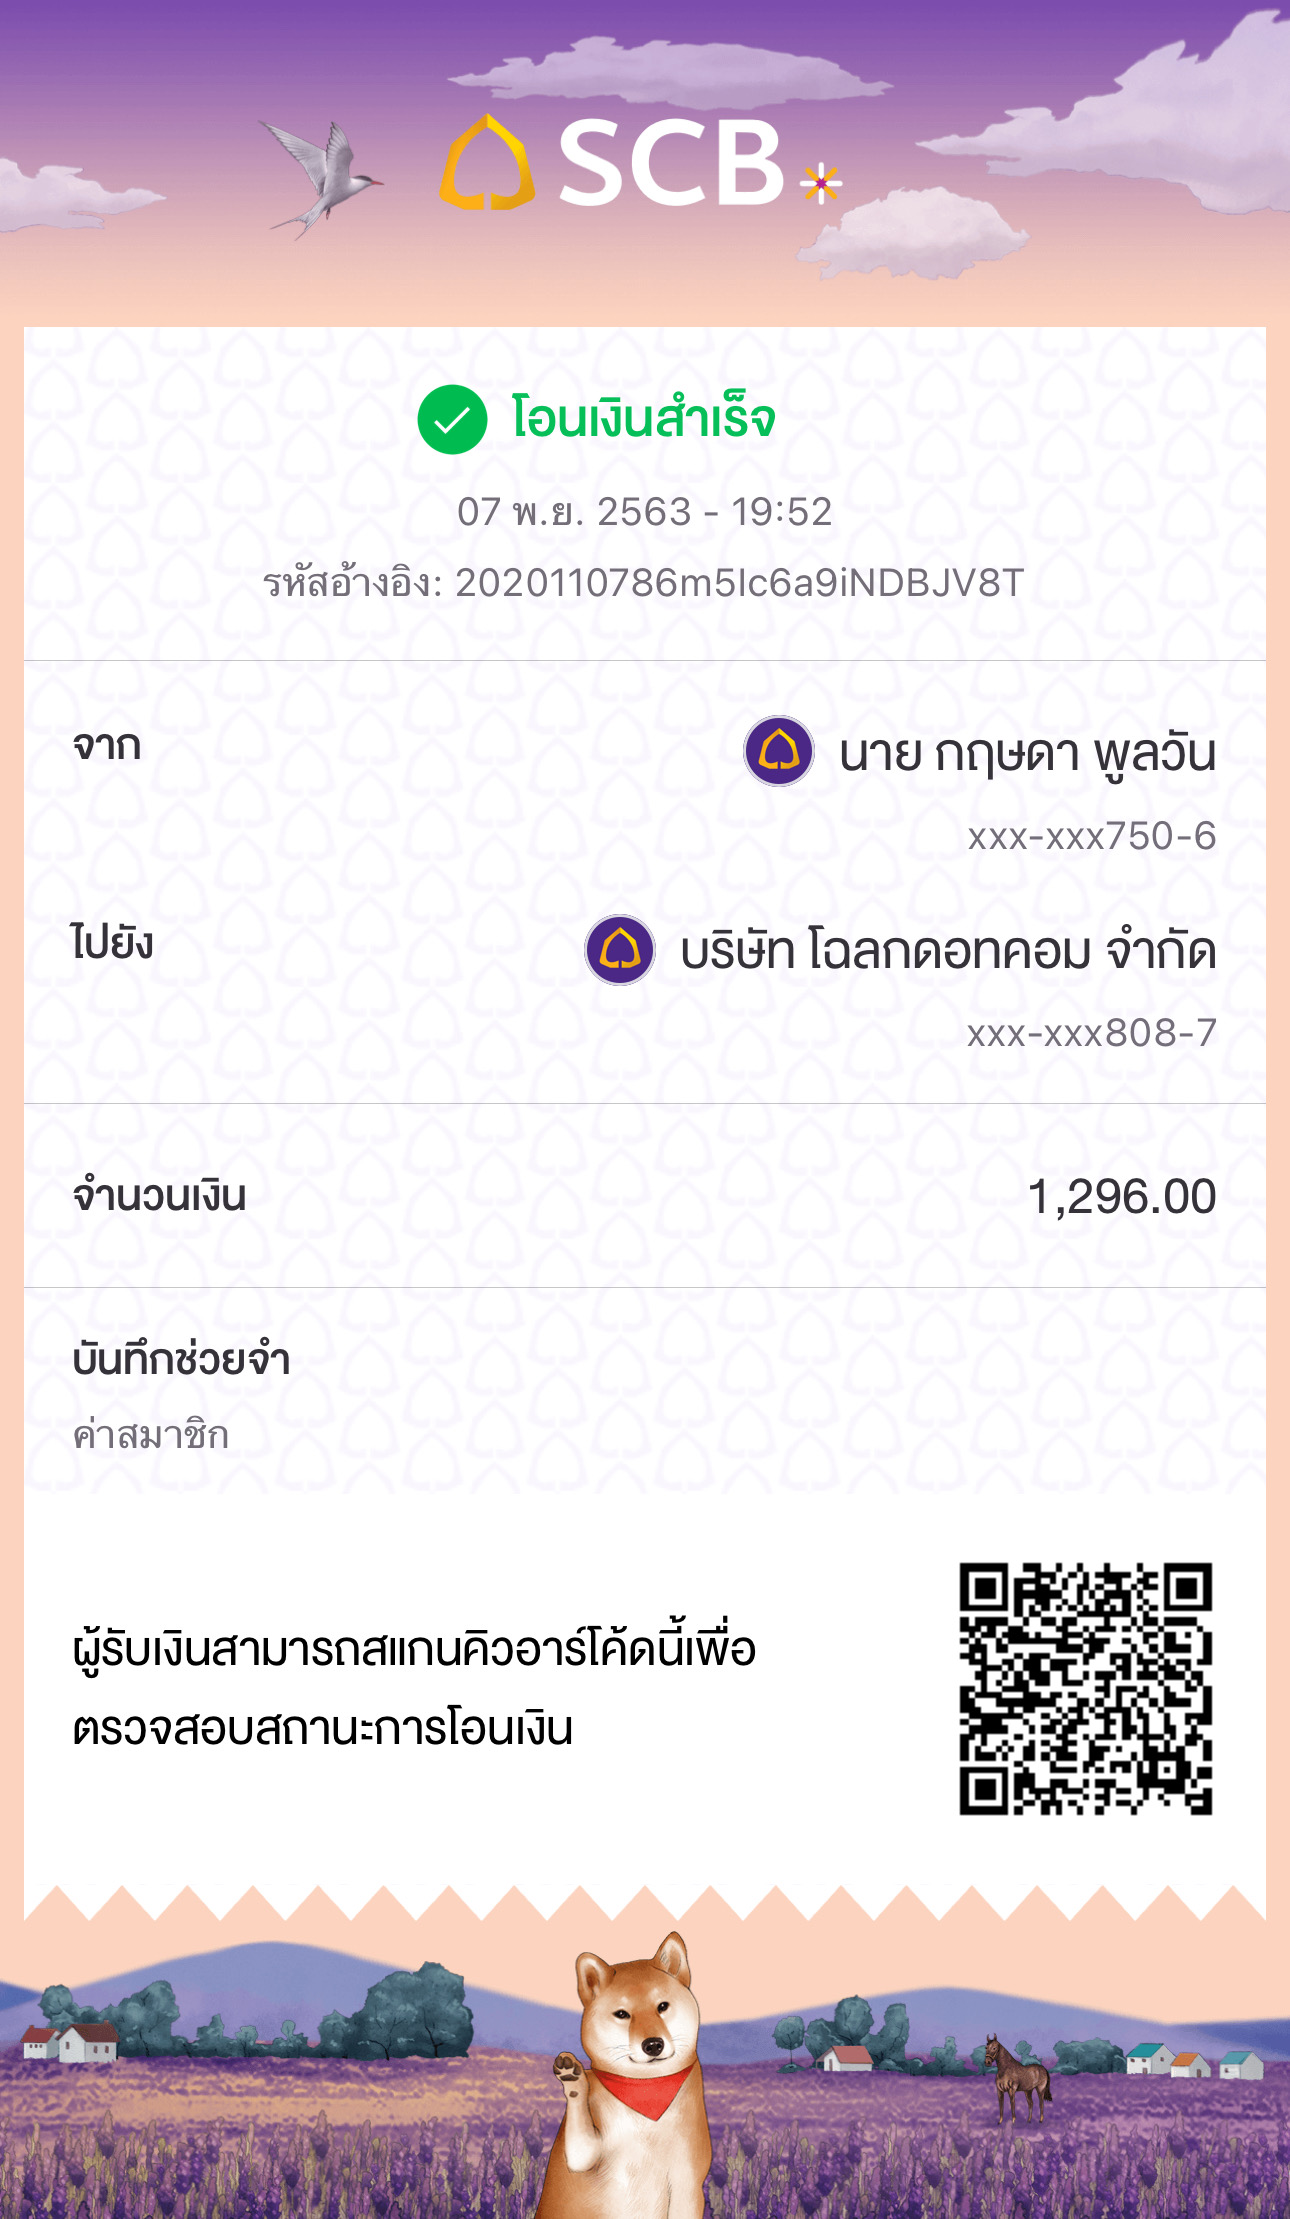 SCB
โอนเงินสำเร็จ
07 พ.ย. 2563 - 19:52
รหัสอ้างอิง: 2020110786m5Ic6a9iNDBJV8T
จาก
นาย กฤษดา พูลวัน
xxx-xxx750-6
ไปยัง
บริษัท โฉลกดอทคอม จำกัด
xxx-xxx808-7
จำนวนเงิน
1,296.00
บันทึกช่วยจำ
ค่าสมาชิก
ผู้รับเงินสามารถสแกนคิวอาร์โค้ดนี้เพื่อ
ตรวจสอบสถานะการโอนเงิน